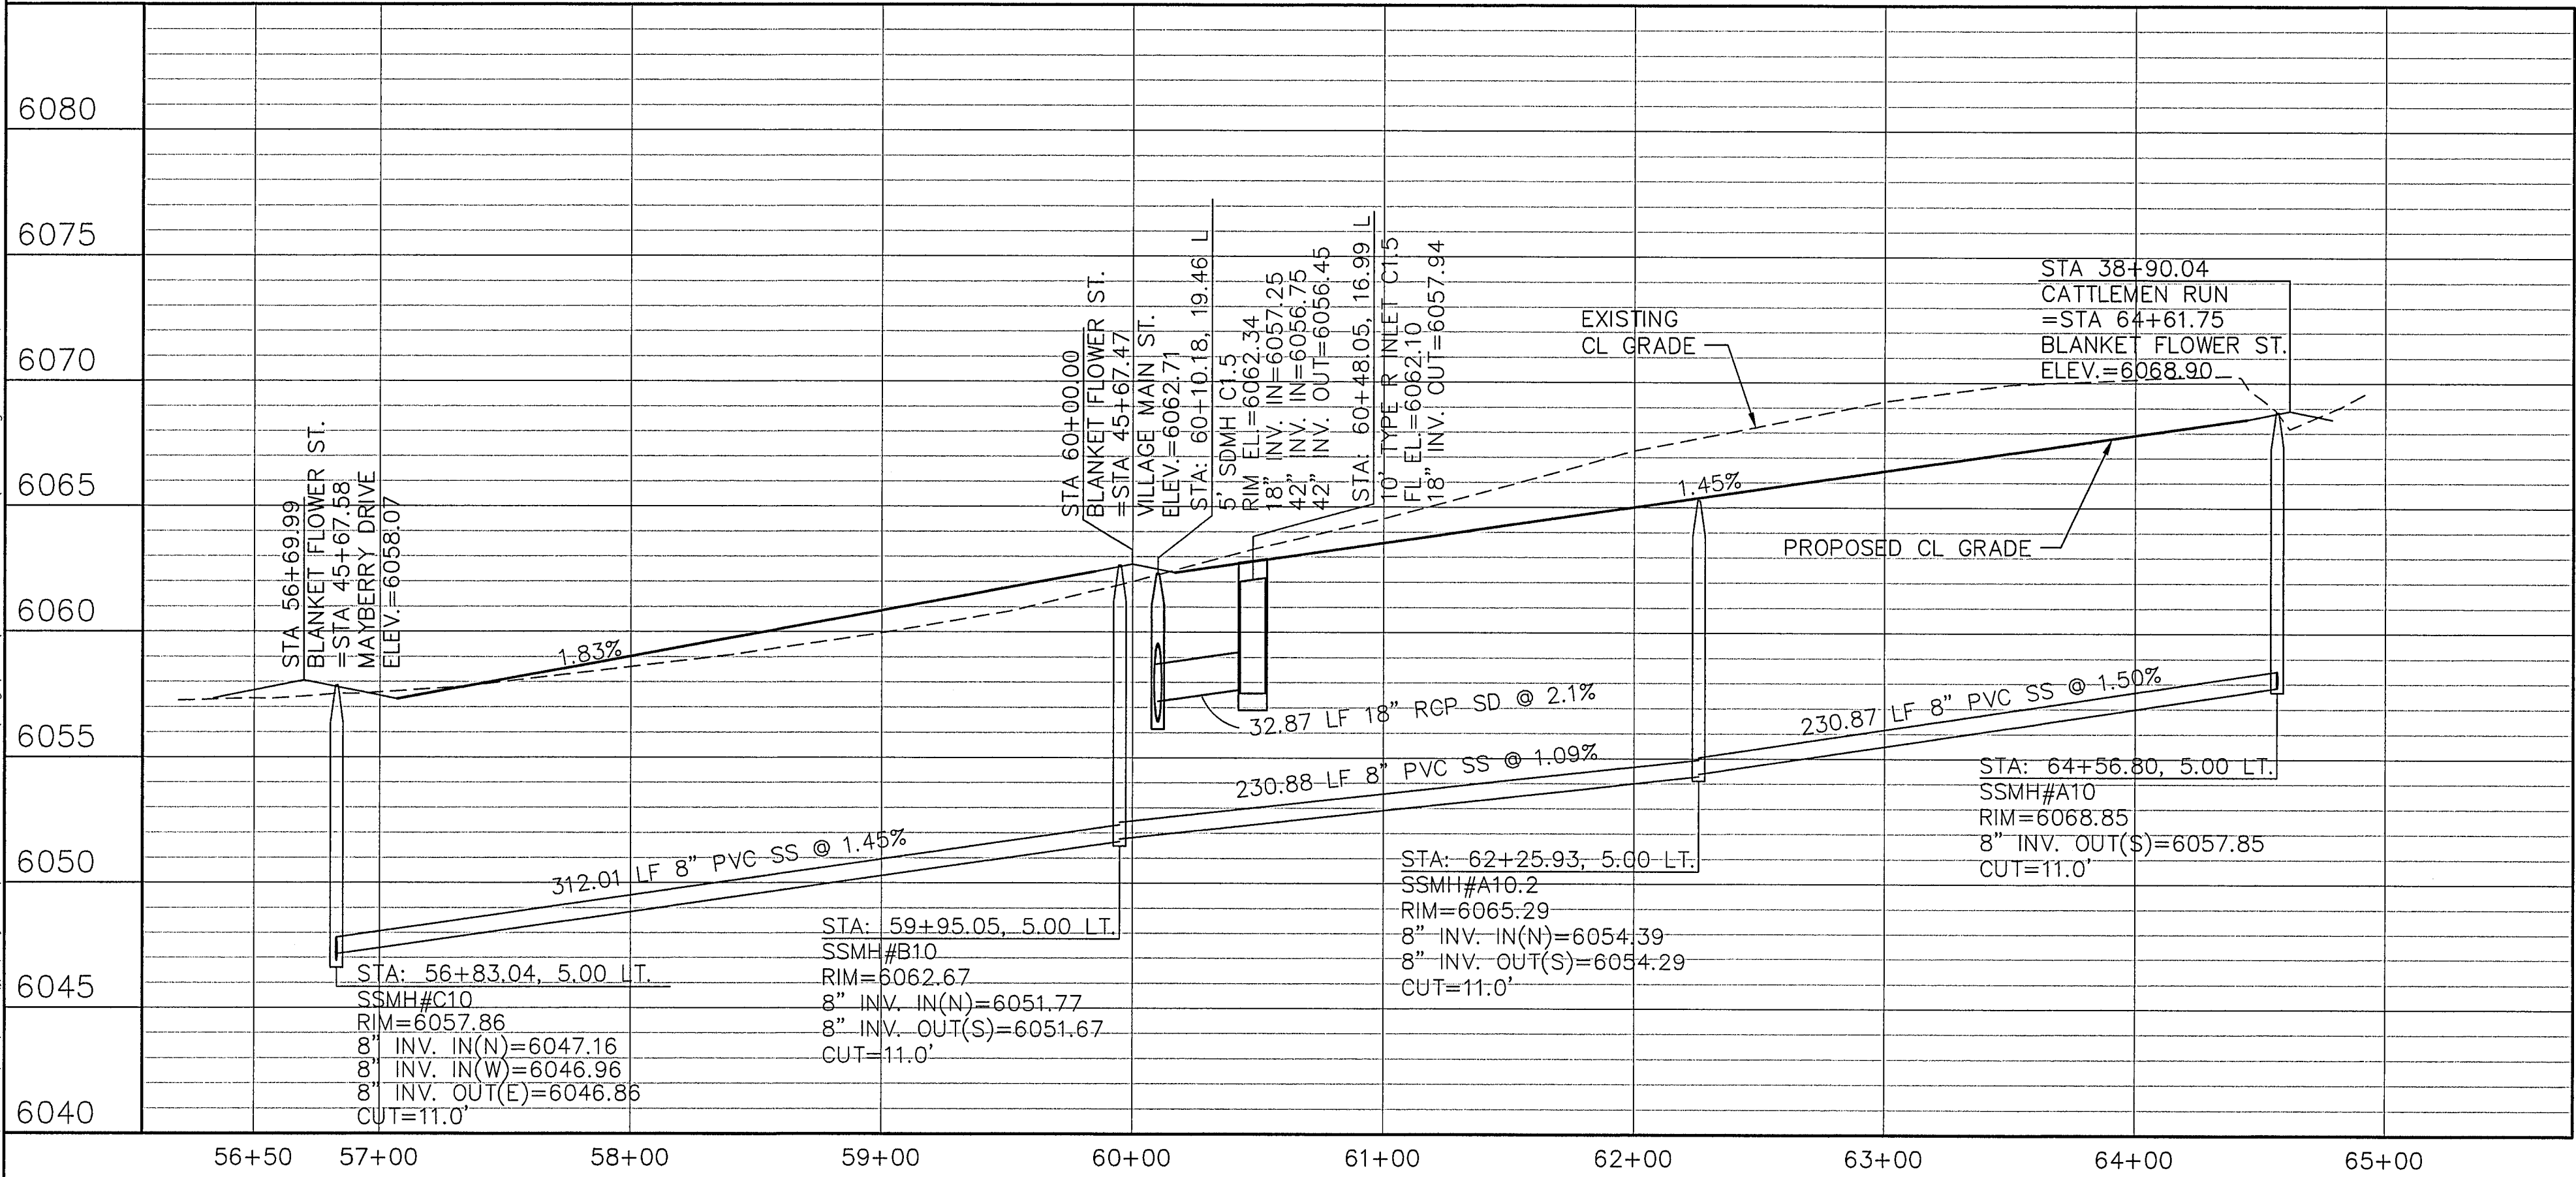 6080
6075
6070
6065
6060
6055
6050
6045
6040
STA 56+69.99
BLANKET FLOWER ST.
=STA 45+67.58
MAYBERRY DRIVE
ELEV.=6058.07
STA 60+00.00
BLANKET FLOWER ST.
=STA 45+67.47
VILLAGE MAIN ST.
ELEV.=6062.71
STA: 60+10.18, 19.46 L
5' SDMH C1.5
RIM EL.=6062.34
18" INV. IN=6057.25
42" INV. IN=6056.75
42" INV. OUT=6056.45
STA: 60+48.05, 16.99 L
10' TYPE R INLET C1.5
FL EL.=6062.10
18" INV. OUT=6057.94
EXISTING
CL GRADE
STA 38+90.04
CATTLEMEN RUN
=STA 64+61.75
BLANKET FLOWER ST.
ELEV.=6068.90
1.83%
1.45%
PROPOSED CL GRADE
32.87 LF 18" RCP SD @ 2.1%
312.01 LF 8" PVC SS @ 1.45%
230.88 LF 8" PVC SS @ 1.09%
230.87 LF 8" PVC SS @ 1.50%
STA: 56+83.04, 5.00 LT.
SSMH#C10
RIM=6057.86
8" INV. IN(N)=6047.16
8" INV. IN(W)=6046.96
8" INV. OUT(E)=6046.86
CUT=11.0'
STA: 59+95.05, 5.00 LT.
SSMH#B10
RIM=6062.67
8" INV. IN(N)=6051.77
8" INV. OUT(S)=6051.67
CUT=11.0'
STA: 62+25.93, 5.00 LT.
SSMH#A10.2
RIM=6065.29
8" INV. IN(N)=6054.39
8" INV. OUT(S)=6054.29
CUT=11.0'
STA: 64+56.80, 5.00 LT.
SSMH#A10
RIM=6068.85
8" INV. OUT(S)=6057.85
CUT=11.0'
56+50 57+00 58+00 59+00 60+00 61+00 62+00 63+00 64+00 65+00